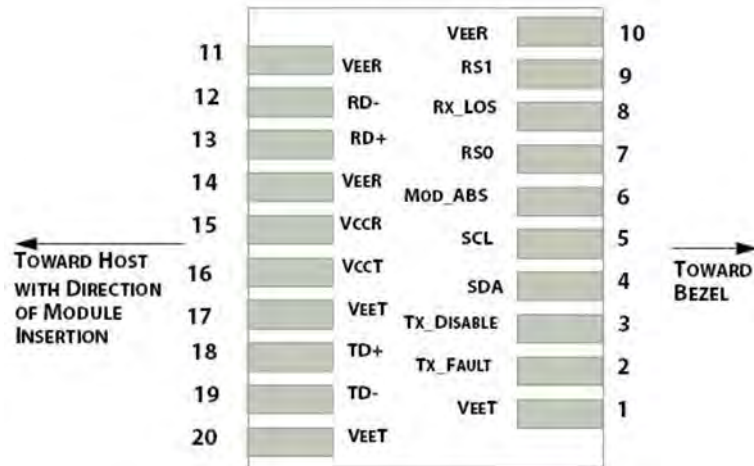 VEER 10
11 VEER RS1 9
12 RD- RX_LOS 8
13 RD+ RS0 7
14 VEER MOD_ABS 6
15 VCCR SCL 5
TOWARD HOST
WITH DIRECTION
OF MODULE
INSERTION
16 VCCT SDA 4
TOWARD
BEZEL
17 VEET TX_DISABLE 3
18 TD+ TX_FAULT 2
19 TD- VEET 1
20 VEET